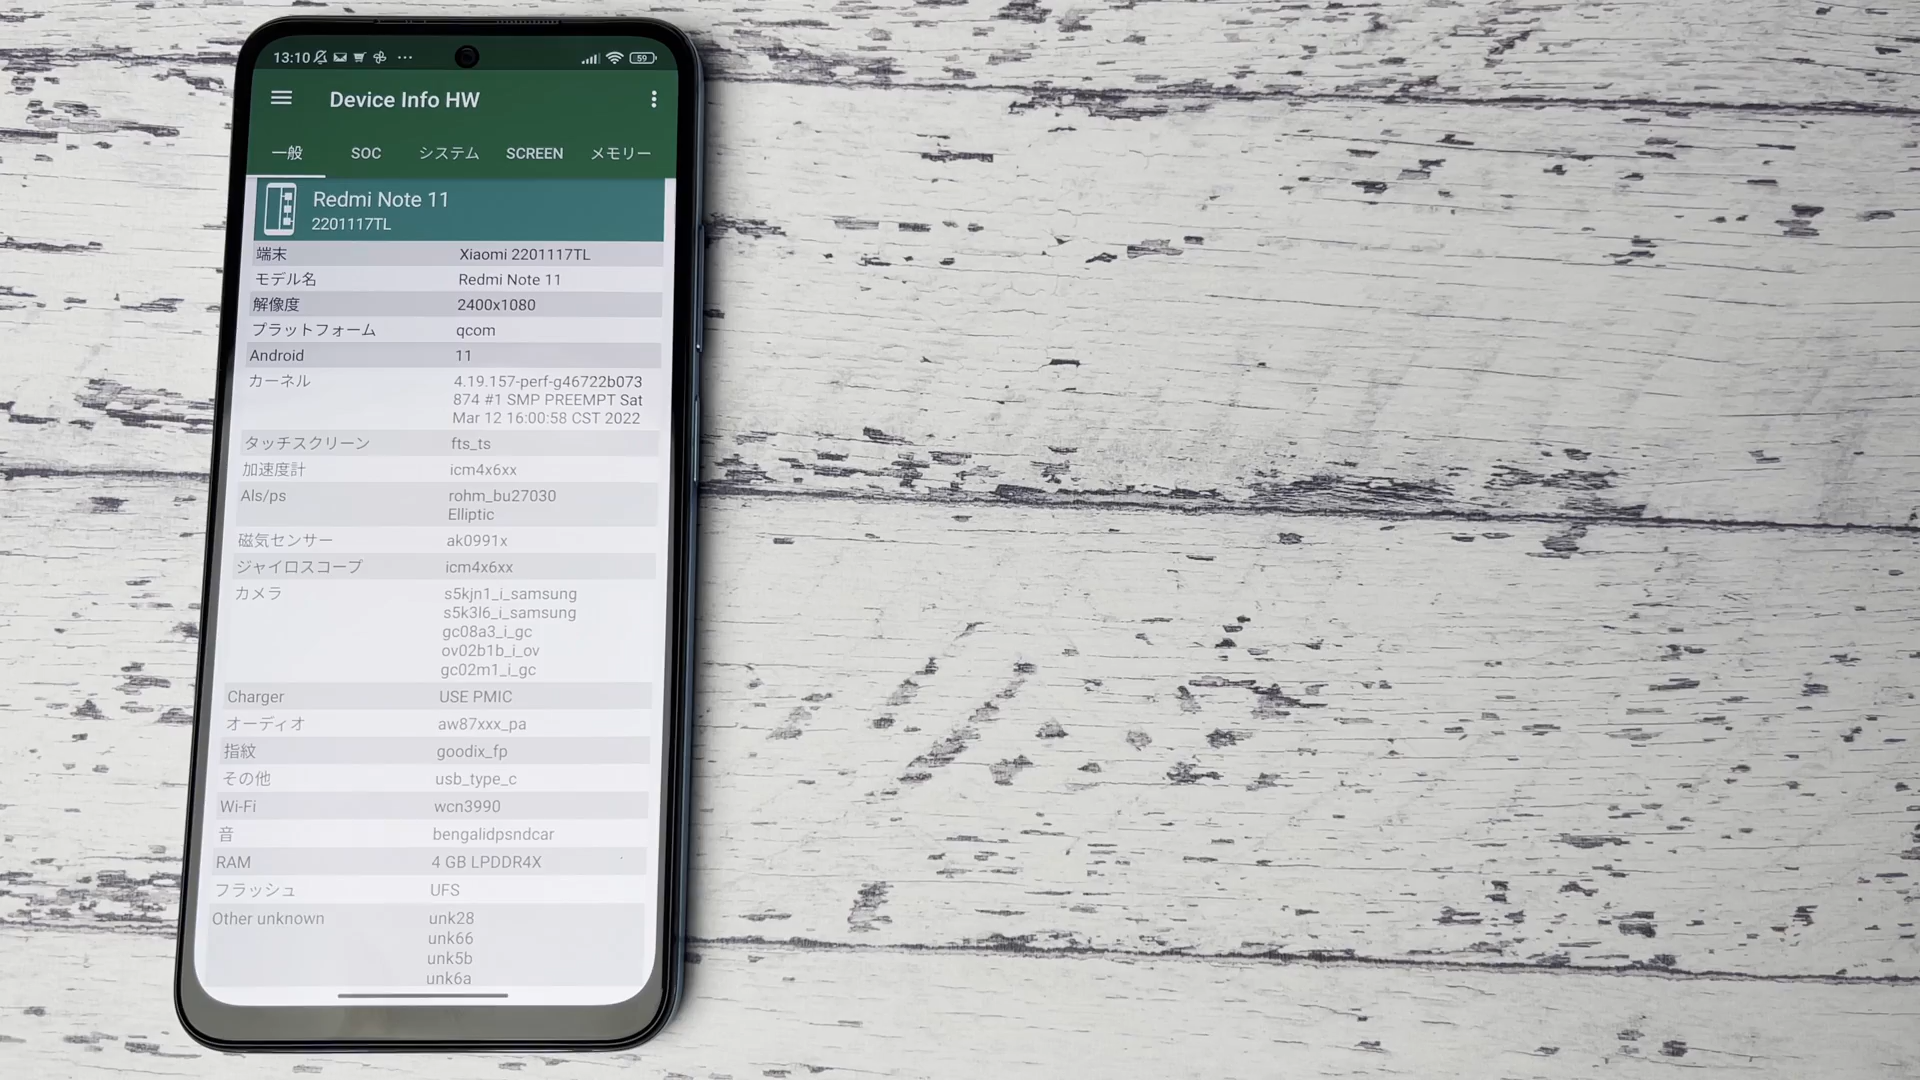 13:10 59
Device Info HW
一般 SOC システム SCREEN メモリー
Redmi Note 11
2201117TL
端末 Xiaomi 2201117TL
モデル名 Redmi Note 11
解像度 2400x1080
プラットフォーム qcom
Android 11
カーネル 4.19.157-perf-g46722b073
874 #1 SMP PREEMPT Sat
Mar 12 16:00:58 CST 2022
タッチスクリーン fts_ts
加速度計 icm4x6xx
Als/ps rohm_bu27030
Elliptic
磁気センサー ak0991x
ジャイロスコープ icm4x6xx
カメラ s5kjn1_i_samsung
s5k3l6_i_samsung
gc08a3_i_gc
ov02b1b_i_ov
gc02m1_i_gc
Charger USE PMIC
オーディオ aw87xxx_pa
指紋 goodix_fp
その他 usb_type_c
Wi-Fi wcn3990
音 bengalidpsndcar
RAM 4 GB LPDDR4X
フラッシュ UFS
Other unknown unk28
unk66
unk5b
unk6a